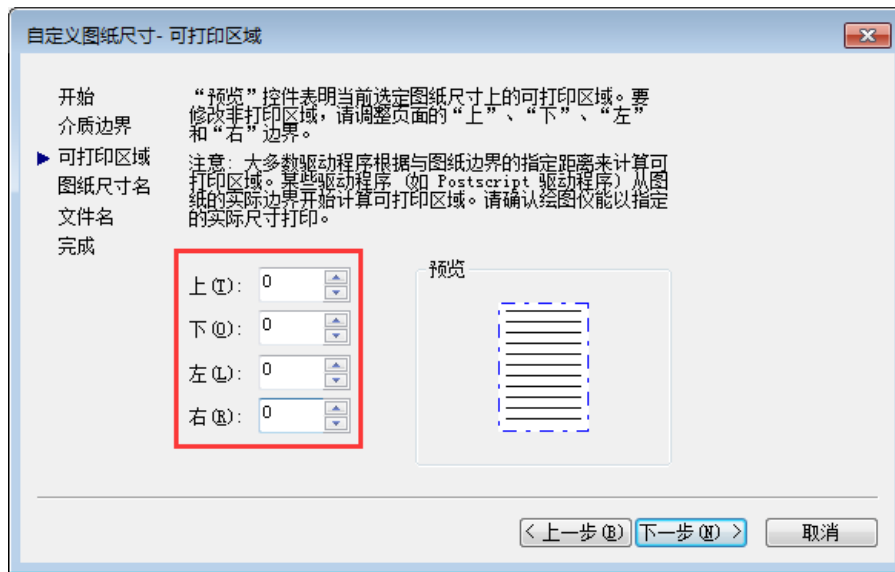 自定义图纸尺寸- 可打印区域
开始
介质边界
可打印区域
图纸尺寸名
文件名
完成
“预览”控件表明当前选定图纸尺寸上的可打印区域。要
修改非打印区域，请调整页面的“上”、“下”、“左”
和“右”边界。
注意: 大多数驱动程序根据与图纸边界的指定距离来计算可
打印区域。某些驱动程序 (如 Postscript 驱动程序) 从图
纸的实际边界开始计算可打印区域。请确认绘图仪能以指定
的实际尺寸打印。
上(T): 0
下(O): 0
左(L): 0
右(R): 0
预览
< 上一步(B) 下一步(N) > 取消